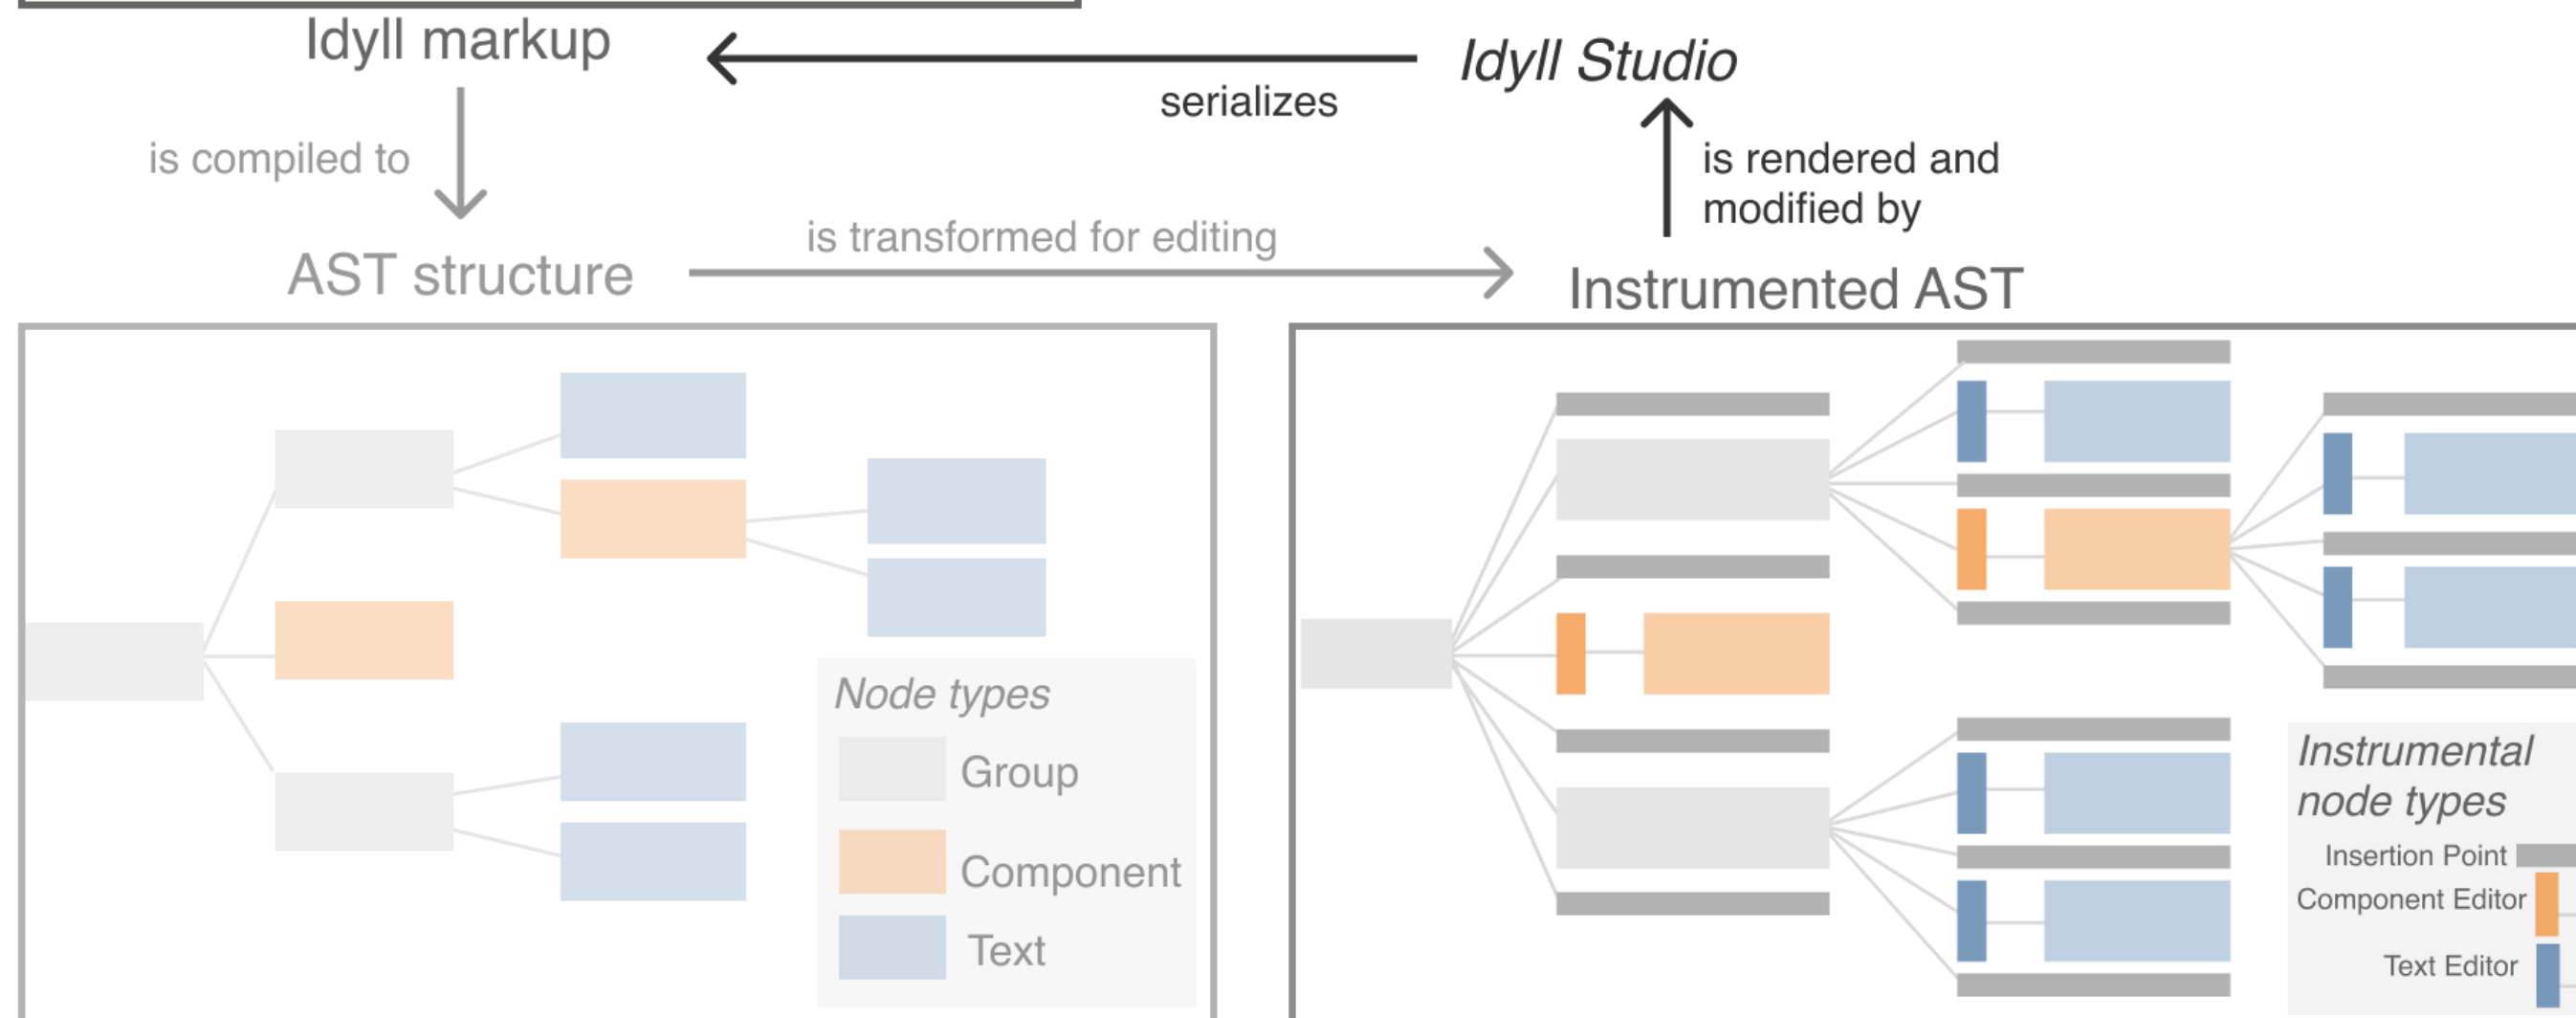 Idyll markup
Idyll Studio
serializes
is compiled to
is rendered and
modified by
is transformed for editing
AST structure
Instrumented AST
Node types
Group
Component
Text
Instrumental
node types
Insertion Point
Component Editor
Text Editor